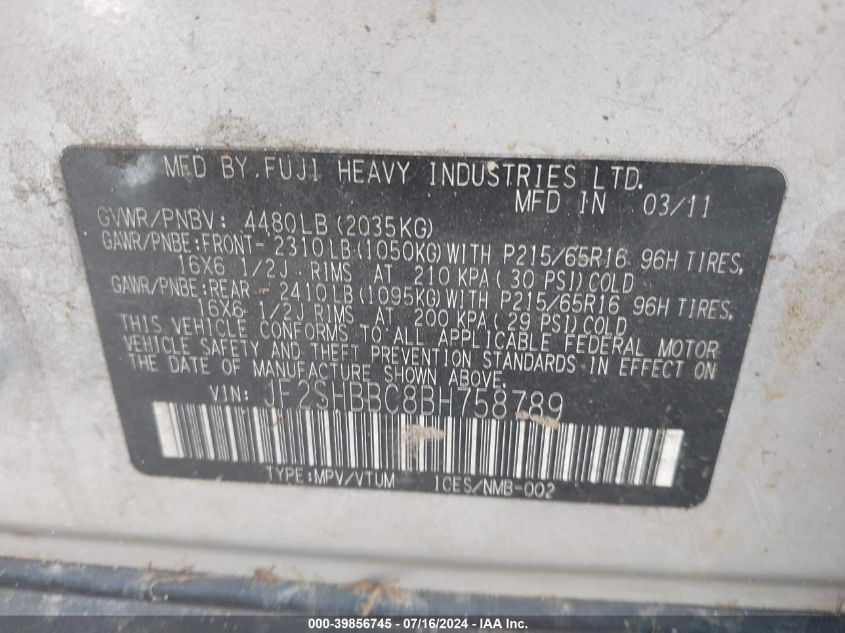 MFD BY FUJI HEAVY INDUSTRIES LTD.
MFD IN 03/11
GVWR/PNBV: 4480LB(2035KG)
GAWR/PNBE:FRONT- 2310LB(1050KG)WITH P215/65R16 96H TIRES,
16X6 1/2J RIMS AT 210 KPA(30 PSI)COLD
GAWR/PNBE:REAR - 2410LB(1095KG)WITH P215/65R16 96H TIRES,
16X6 1/2J RIMS AT 200 KPA(29 PSI)COLD
THIS VEHICLE CONFORMS TO ALL APPLICABLE FEDERAL MOTOR
VEHICLE SAFETY AND THEFT PREVENTION STANDARDS IN EFFECT ON
THE DATE OF MANUFACTURE SHOWN ABOVE.
VIN: JF2SHBBC8BH758789
TYPE:MPV/VTUM ICES/NMB-002
000-39856745 / 07/16/2024 - IAA Inc.